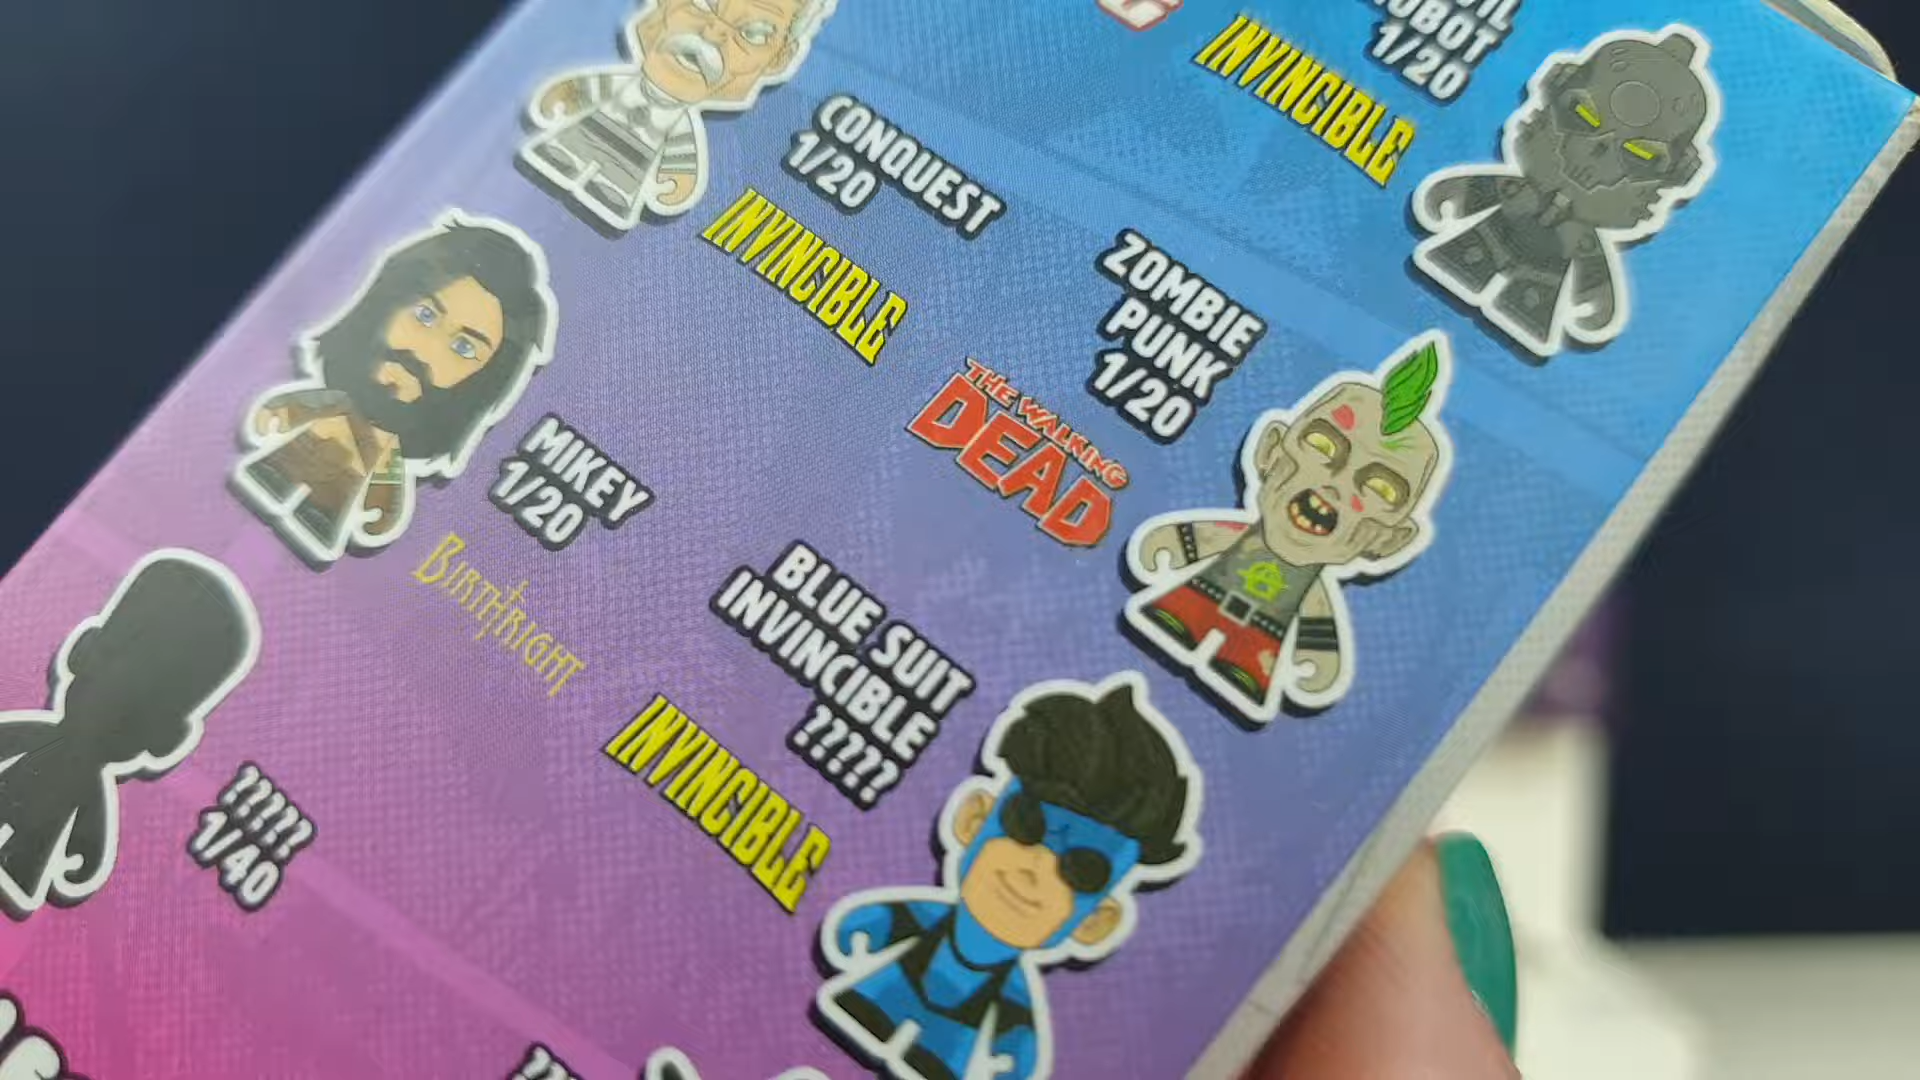 1/20
INVINCIBLE
CONQUEST
1/20
INVINCIBLE
ZOMBIE
PUNK
1/20
THE WALKING
DEAD
MIKEY
1/20
BIRTHRIGHT
BLUE SUIT
INVINCIBLE
?????
INVINCIBLE
?????
1/40